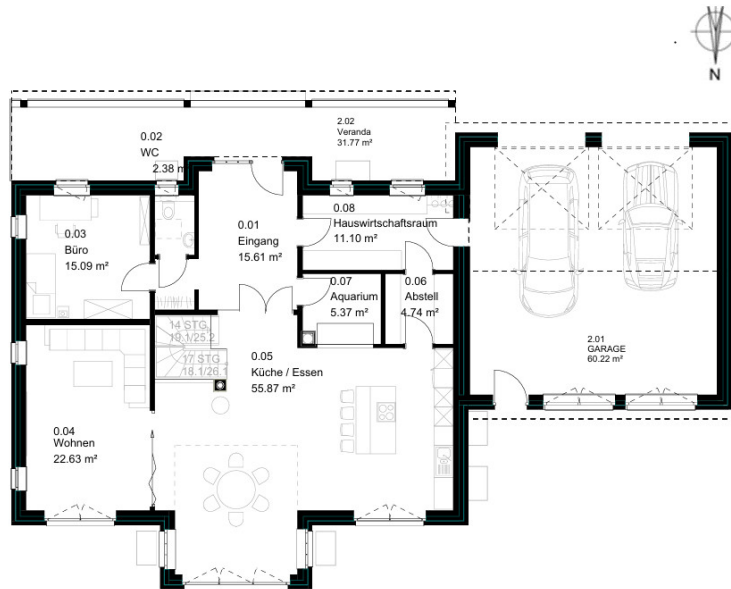 N
0.02
WC
2.38 m²
2.02
Veranda
31.77 m²
0.03
Büro
15.09 m²
0.01
Eingang
15.61 m²
0.08
Hauswirtschaftsraum
11.10 m²
0.07
Aquarium
5.37 m²
0.06
Abstell
4.74 m²
2.01
GARAGE
60.22 m²
14 STG
19.1/25.2
17 STG
18.1/26.1
0.05
Küche / Essen
55.87 m²
0.04
Wohnen
22.63 m²